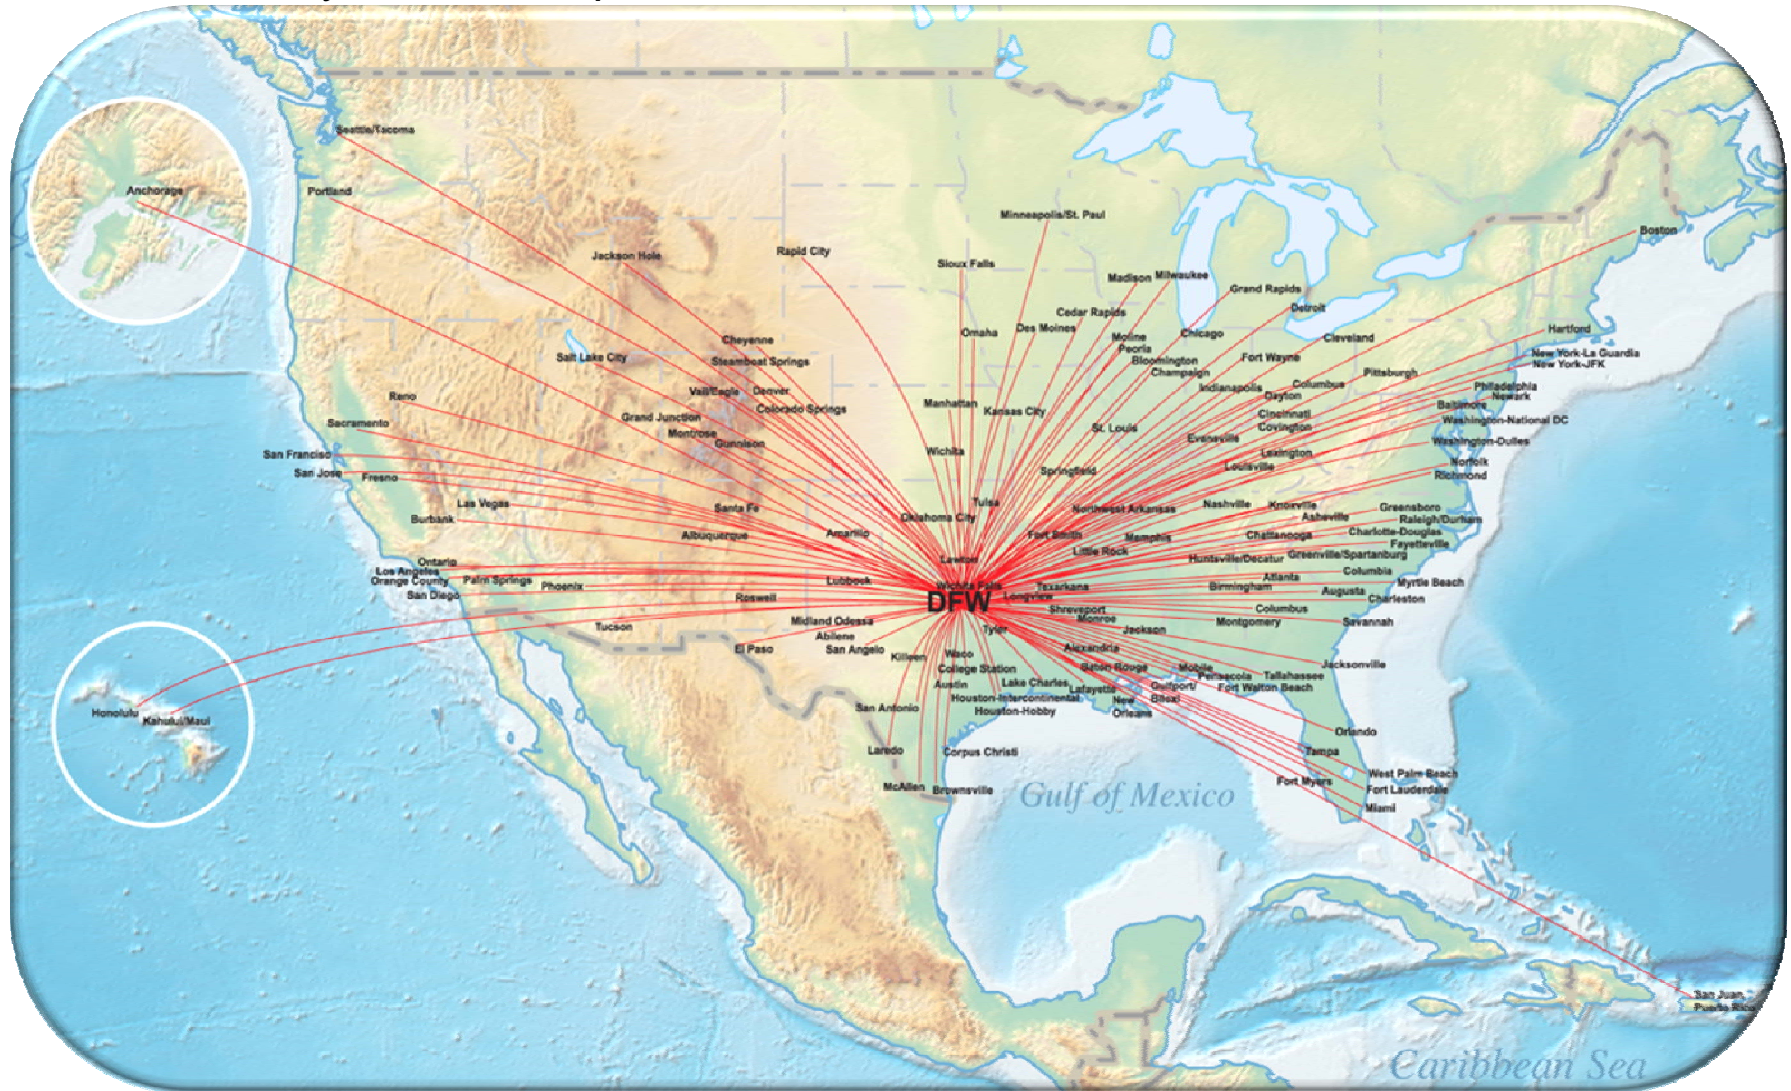 Seattle/Tacoma
Anchorage
Portland
Minneapolis/St. Paul
Boston
Jackson Hole
Rapid City
Sioux Falls
Madison
Milwaukee
Grand Rapids
Detroit
Cedar Rapids
Des Moines
Omaha
Moline
Chicago
Cleveland
Hartford
Cheyenne
Salt Lake City
Steamboat Springs
Peoria
Bloomington
Champaign
Fort Wayne
New York-La Guardia
New York-JFK
Pittsburgh
Reno
Vail/Eagle
Denver
Colorado Springs
Indianapolis
Columbus
Dayton
Philadelphia
Newark
Baltimore
Manhattan
Kansas City
Sacramento
Grand Junction
Montrose
Gunnison
St. Louis
Cincinnati
Covington
Evansville
Washington-National DC
Washington-Dulles
San Franciso
Wichita
Lexington
Louisville
Norfolk
Richmond
San Jose
Fresno
Springfield
Las Vegas
Santa Fe
Tulsa
Northwest Arkansas
Nashville
Knoxville
Greensboro
Burbank
Oklahoma City
Asheville
Raleigh/Durham
Albuquerque
Amarillo
Fort Smith
Memphis
Chattanooga
Charlotte-Douglas
Fayetteville
Little Rock
Huntsville/Decatur
Greenville/Spartanburg
Ontario
Los Angeles
Orange County
Palm Springs
Phoenix
San Diego
Lubbock
Lawton
Wichita Falls
DFW
Texarkana
Longview
Birmingham
Atlanta
Columbia
Myrtle Beach
Augusta
Charleston
Roswell
Shreveport
Monroe
Columbus
Tucson
Midland Odessa
Abilene
Tyler
Jackson
Montgomery
Savannah
El Paso
San Angelo
Killeen
Waco
Alexandria
College Station
Baton Rouge
Mobile
Pensacola
Tallahassee
Jacksonville
Austin
Lake Charles
Lafayette
Gulfport/
Biloxi
Fort Walton Beach
Houston-Intercontinental
New
Orleans
Houston-Hobby
San Antonio
Honolulu
Kahului/Maui
Orlando
Laredo
Corpus Christi
Tampa
West Palm Beach
Fort Myers
Fort Lauderdale
McAllen
Brownsville
Miami
Gulf of Mexico
San Juan
Puerto Rico
Caribbean Sea